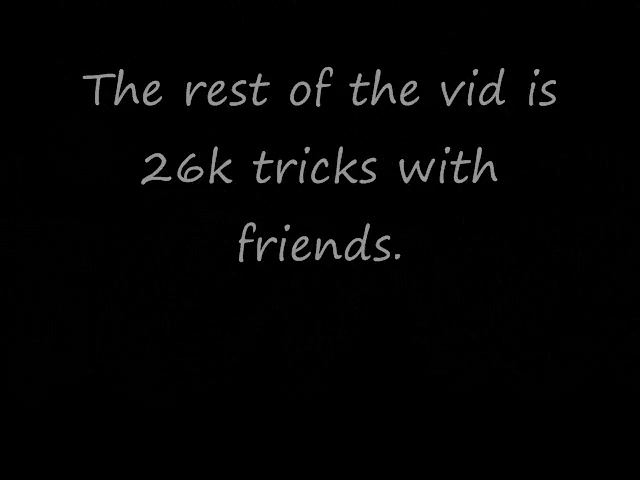 The rest of the vid is
26k tricks with
friends.